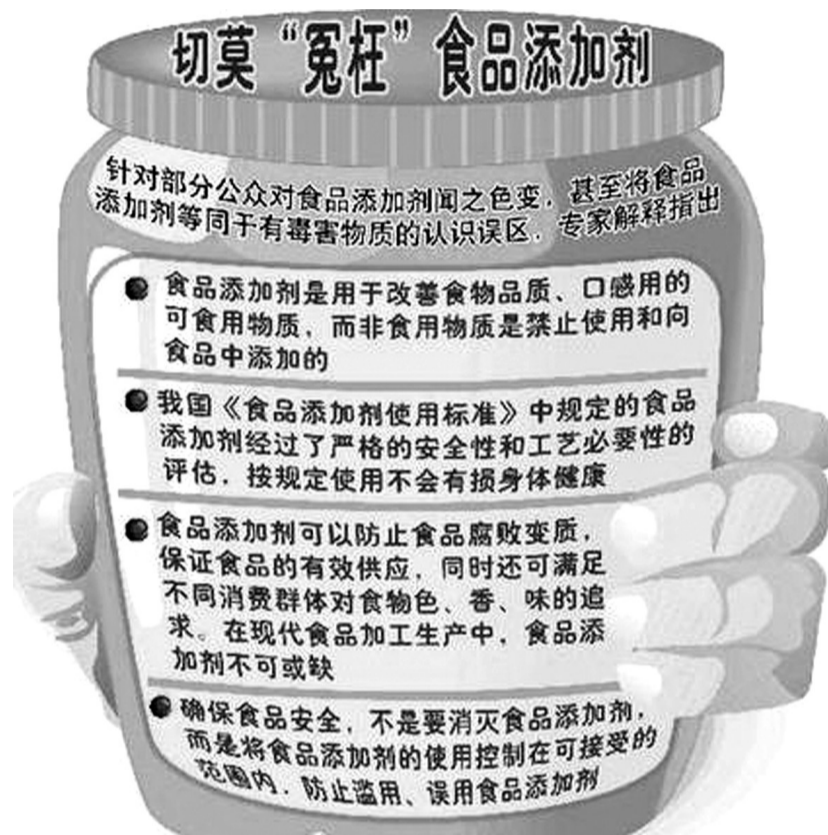 切莫“冤枉”食品添加剂
针对部分公众对食品添加剂闻之色变，甚至将食品
添加剂等同于有毒害物质的认识误区，专家解释指出
● 食品添加剂是用于改善食物品质、口感用的
可食用物质，而非食用物质是禁止使用和向
食品中添加的
● 我国《食品添加剂使用标准》中规定的食品
添加剂经过了严格的安全性和工艺必要性的
评估，按规定使用不会有损身体健康
● 食品添加剂可以防止食品腐败变质，
保证食品的有效供应，同时还可满足
不同消费群体对食物色、香、味的追
求。在现代食品加工生产中，食品添
加剂不可或缺
● 确保食品安全，不是要消灭食品添加剂，
而是将食品添加剂的使用控制在可接受的
范围内，防止滥用、误用食品添加剂